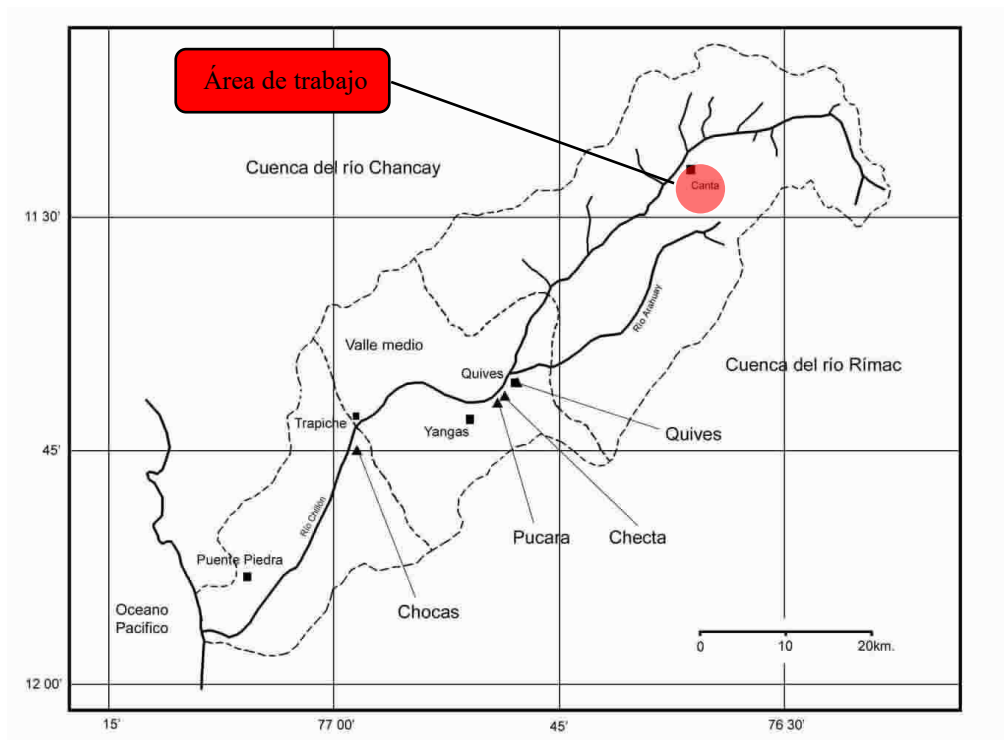 Área de trabajo
Cuenca del río Chancay
Canta
11 30'
Río Arahuay
Valle medio
Cuenca del río Rímac
Quives
Trapiche
Yangas
Quives
45'
Río Chillón
Pucara
Checta
Puente Piedra
Chocas
Oceano
Pacifico
0 10 20km.
12 00'
15' 77 00' 45' 76 30'